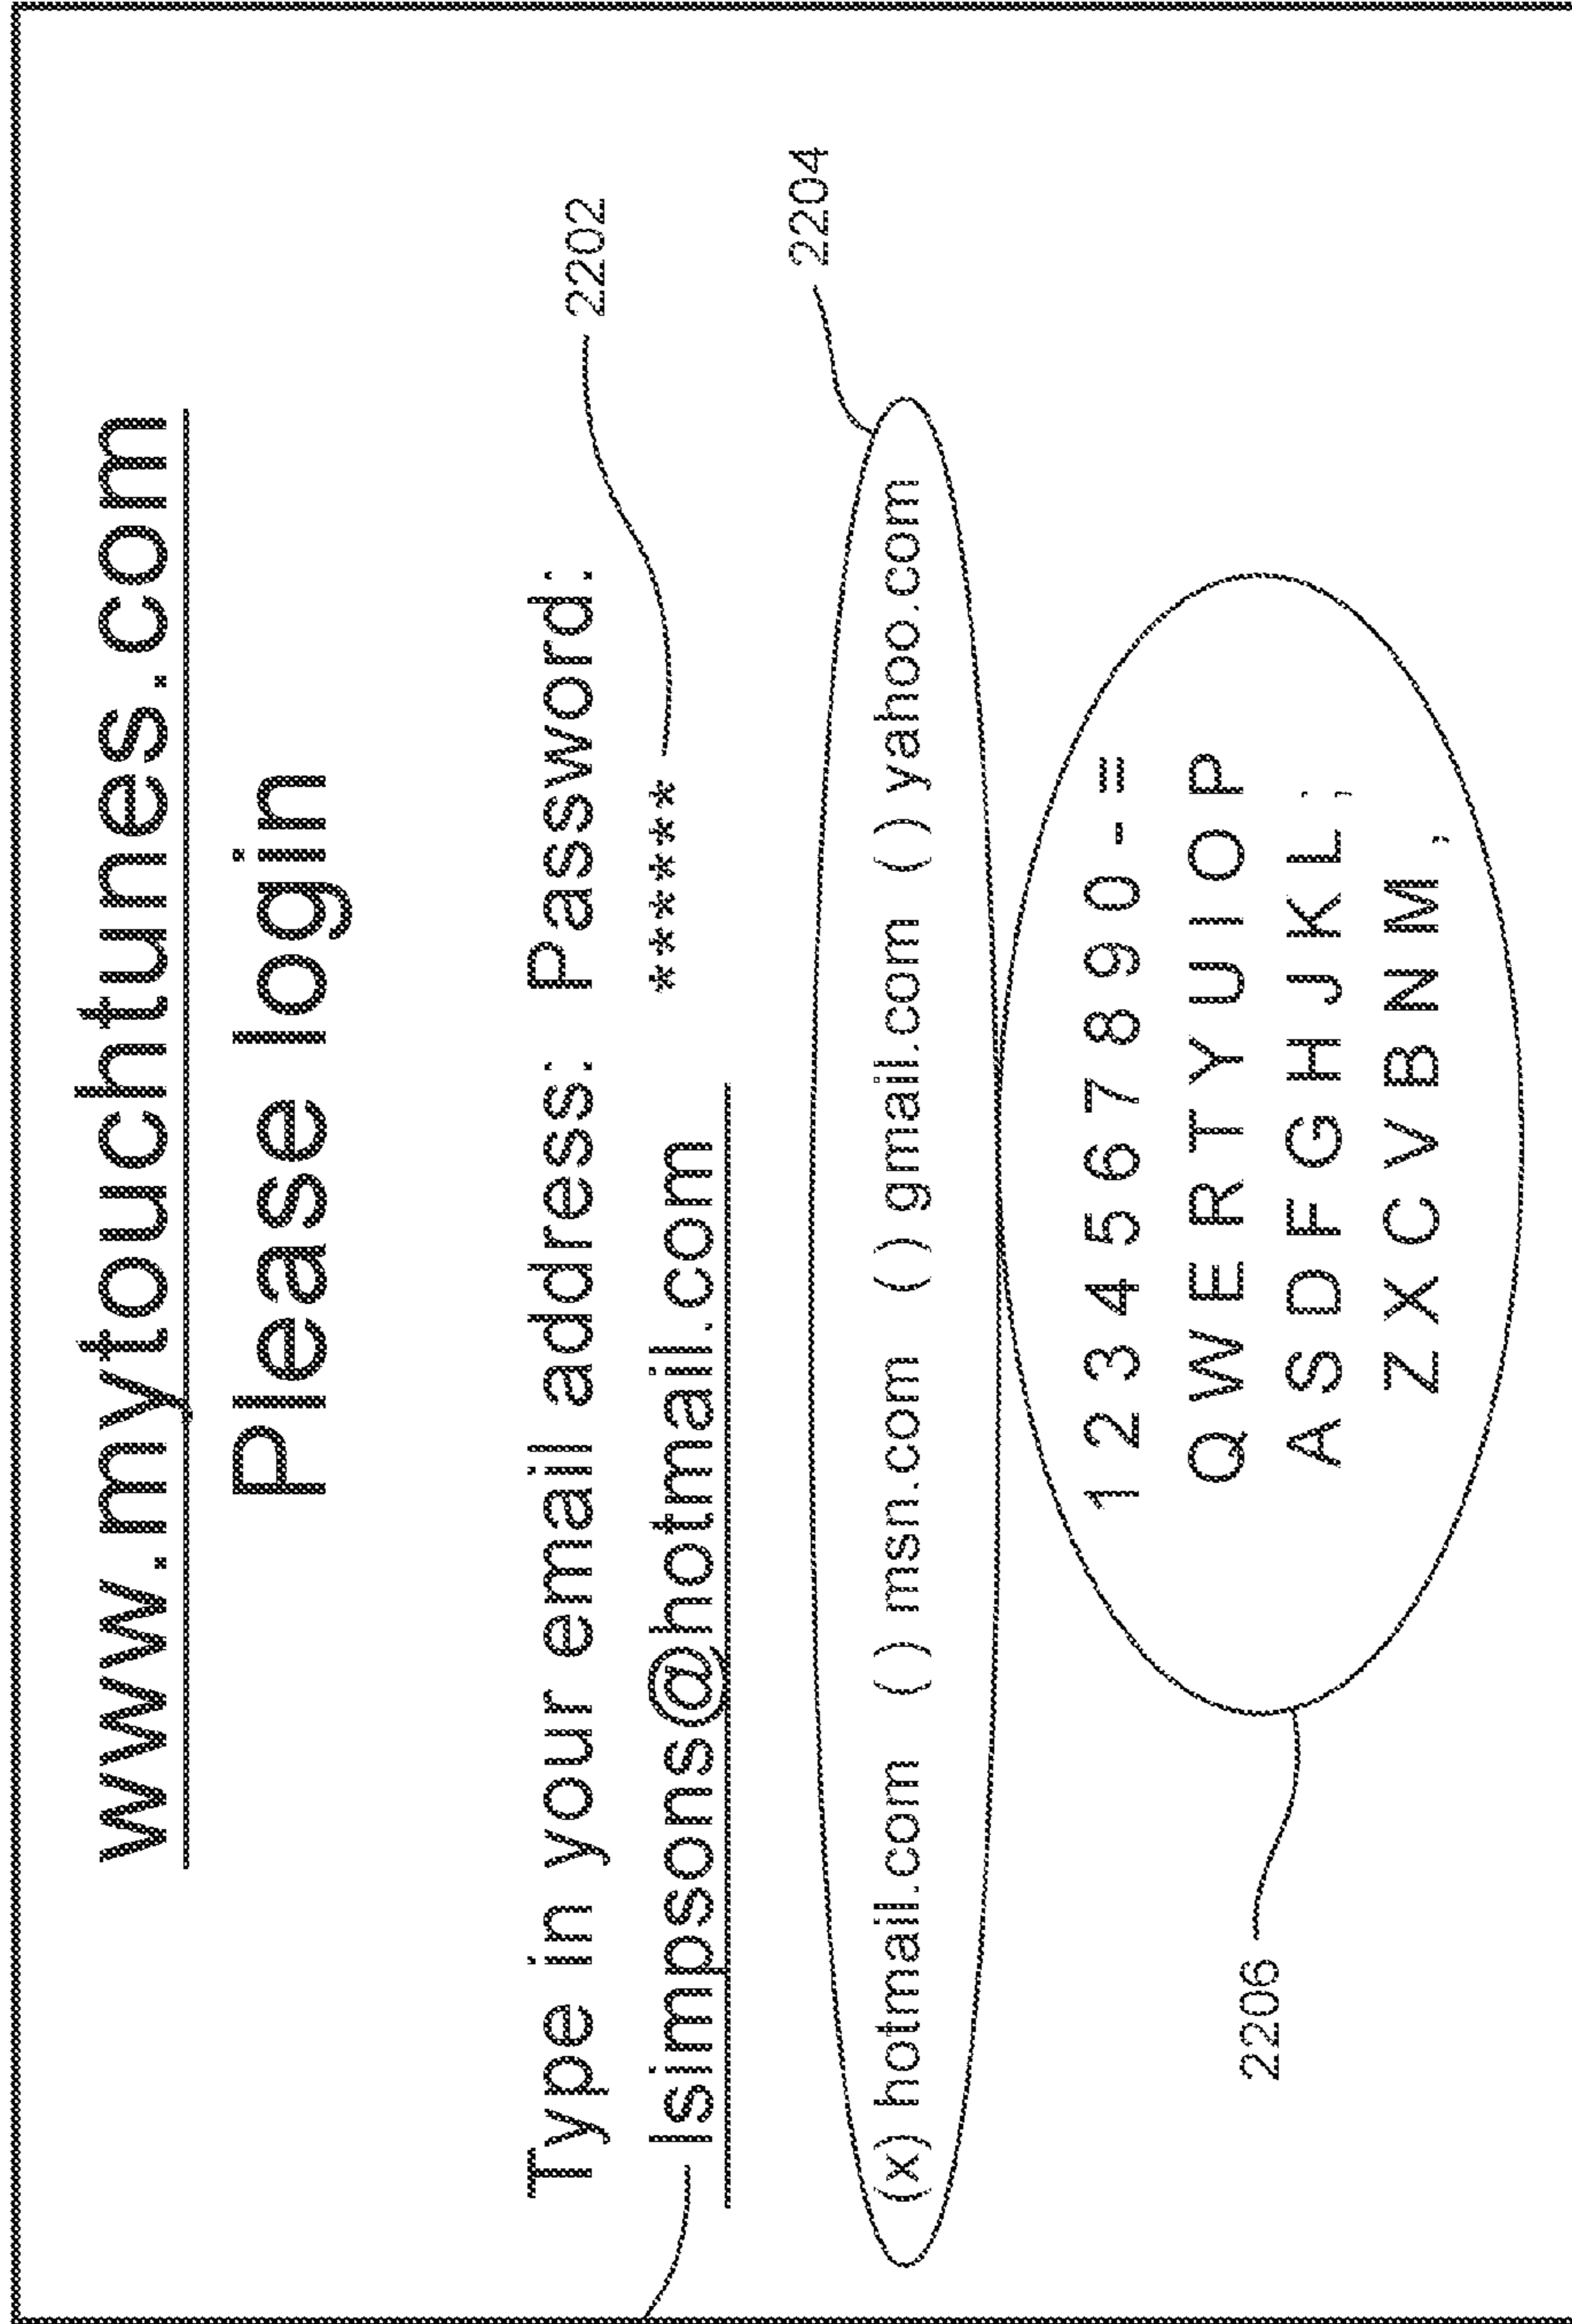 www.mytouchtunes.com
Please login
Type in your email address: Password:
lsimpsons@hotmail.com ******
2202
(x) hotmail.com () msn.com () gmail.com () yahoo.com
2204
1 2 3 4 5 6 7 8 9 0 - =
Q W E R T Y U I O P
A S D F G H J K L ;
Z X C V B N M ,
2206